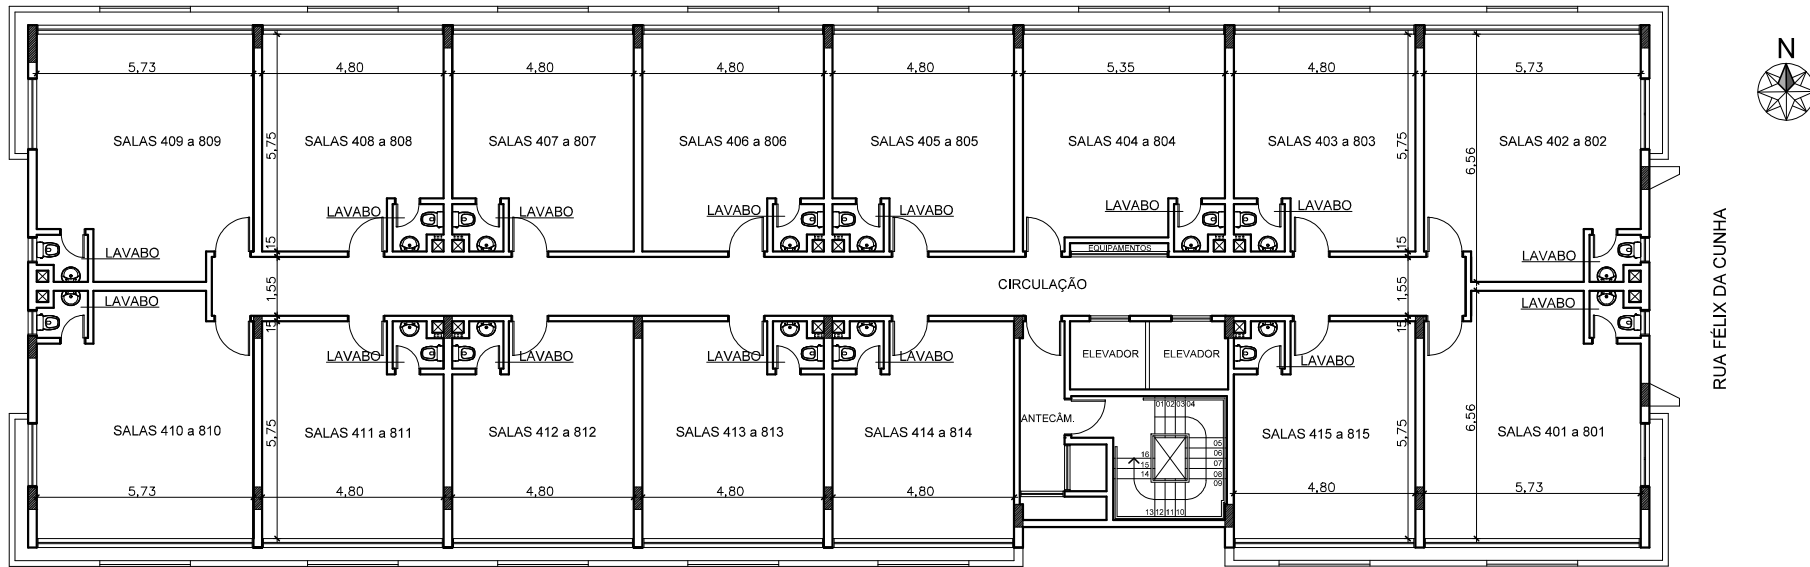 N
5,73
4,80
4,80
4,80
4,80
5,35
4,80
5,73
SALAS 409 a 809
5,75
SALAS 408 a 808
SALAS 407 a 807
SALAS 406 a 806
SALAS 405 a 805
SALAS 404 a 804
SALAS 403 a 803
5,75
6,56
SALAS 402 a 802
LAVABO
LAVABO
LAVABO
LAVABO
LAVABO
LAVABO
LAVABO
15
EQUIPAMENTOS
15
LAVABO
CIRCULAÇÃO
1,55
1,55
LAVABO
LAVABO
15
15
LAVABO
LAVABO
LAVABO
LAVABO
ELEVADOR
ELEVADOR
LAVABO
RUA FÉLIX DA CUNHA
01
02
03
04
ANTECÂM.
SALAS 410 a 810
5,75
SALAS 411 a 811
SALAS 412 a 812
SALAS 413 a 813
SALAS 414 a 814
SALAS 415 a 815
5,75
6,56
SALAS 401 a 801
05
06
07
08
09
16
15
14
5,73
4,80
4,80
4,80
4,80
4,80
5,73
13
12
11
10